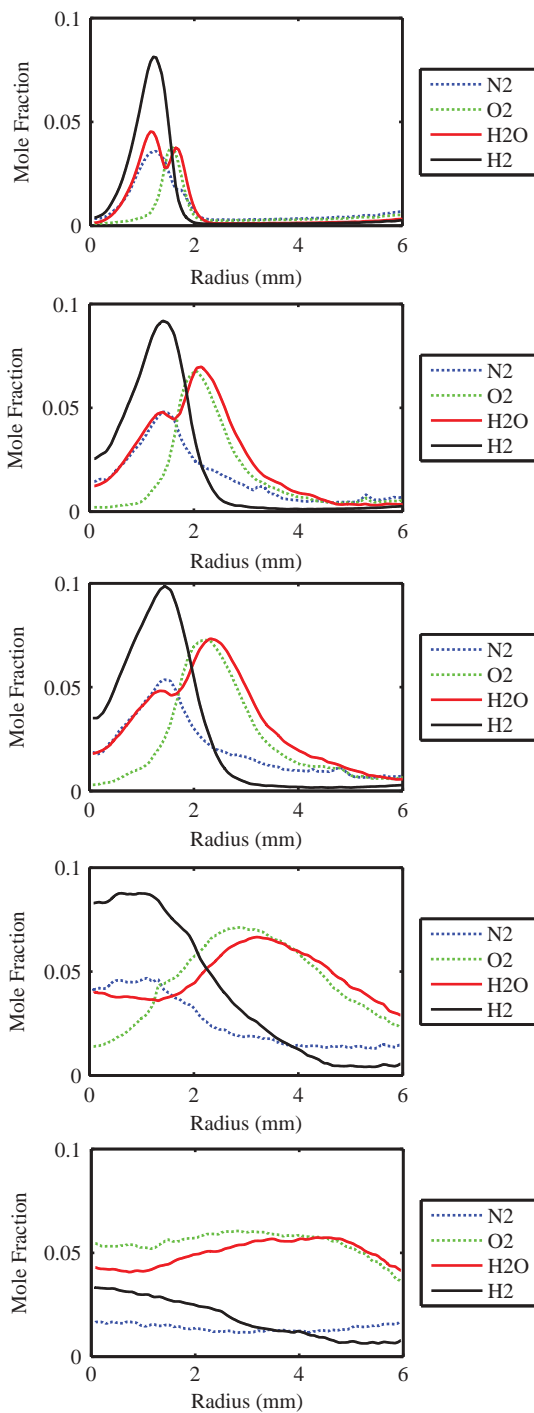 0.1
0.05
0
Mole Fraction
0 2 4 6
Radius (mm)
N2
O2
H2O
H2
0.1
0.05
0
Mole Fraction
0 2 4 6
Radius (mm)
N2
O2
H2O
H2
0.1
0.05
0
Mole Fraction
0 2 4 6
Radius (mm)
N2
O2
H2O
H2
0.1
0.05
0
Mole Fraction
0 2 4 6
Radius (mm)
N2
O2
H2O
H2
0.1
0.05
0
Mole Fraction
0 2 4 6
Radius (mm)
N2
O2
H2O
H2